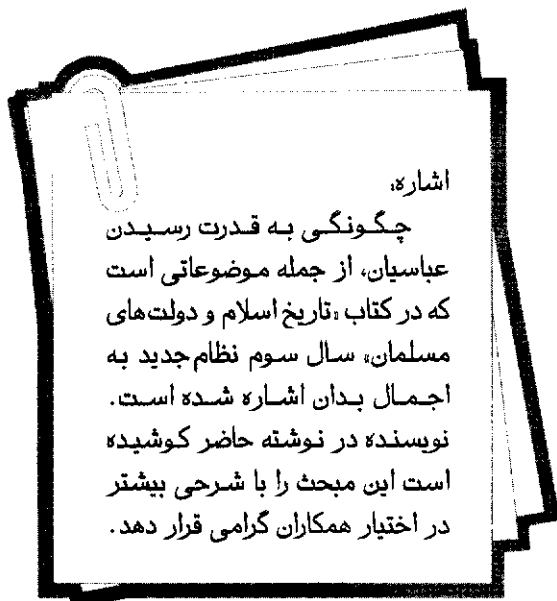 اشاره:
چگونگی به قدرت رسیدن
عباسیان، از جمله موضوعاتی است
که در کتاب «تاریخ اسلام و دولت‌های
مسلمان» سال سوم نظام جدید به
اجمال بدان اشاره شده است.
نویسنده در نوشته حاضر کوشیده
است این مبحث را با شرحی بیشتر
در اختیار همکاران گرامی قرار دهد.